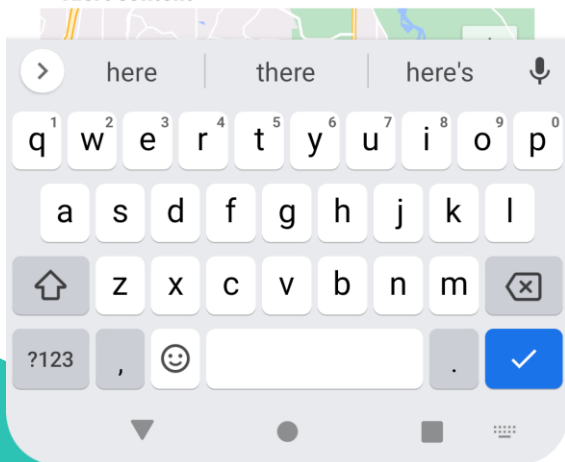 here there here's
q1 w2 e3 r4 t5 y6 u7 i8 o9 p0
a s d f g h j k l
z x c v b n m
?123 , .